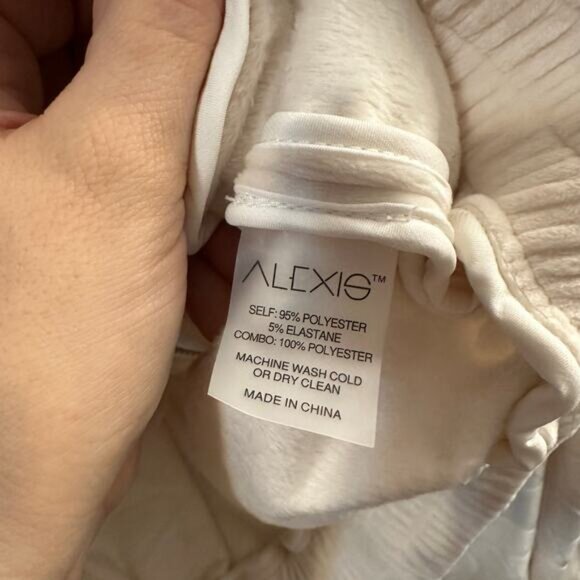 ALEXIS™
SELF: 95% POLYESTER
5% ELASTANE
COMBO: 100% POLYESTER
MACHINE WASH COLD
OR DRY CLEAN
MADE IN CHINA